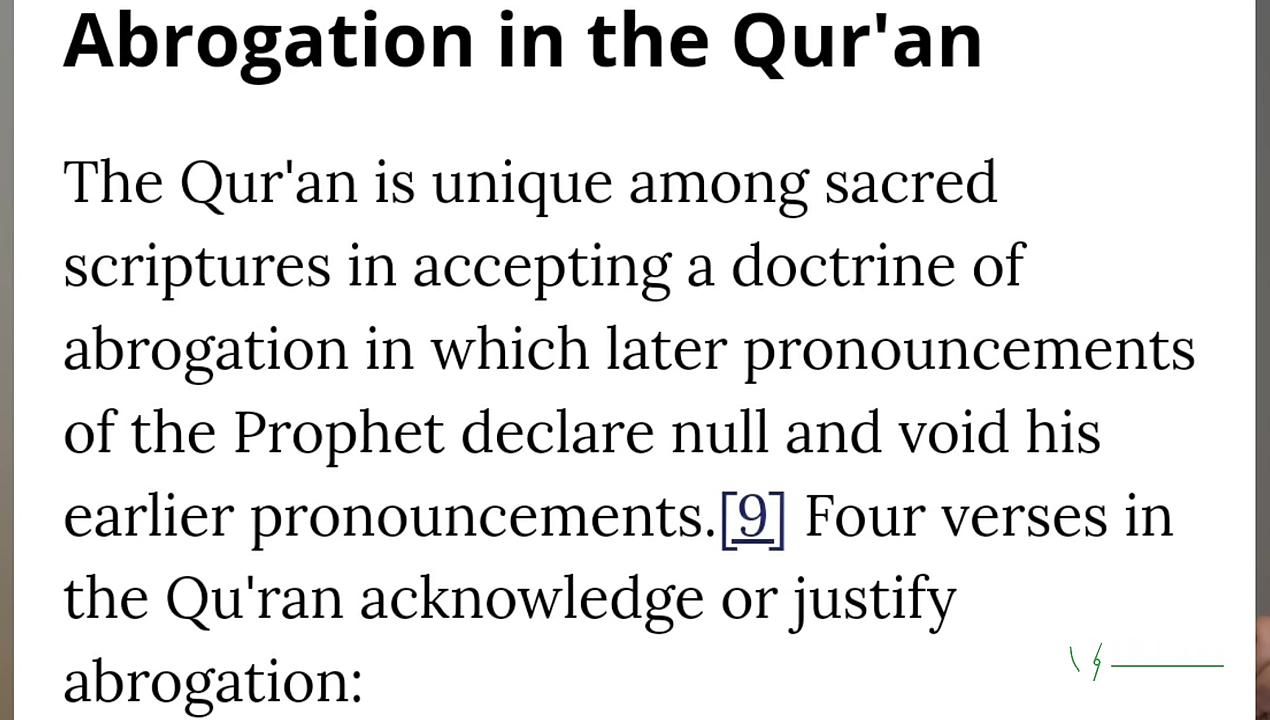 Abrogation in the Qur'an
The Qur'an is unique among sacred
scriptures in accepting a doctrine of
abrogation in which later pronouncements
of the Prophet declare null and void his
earlier pronouncements.[9] Four verses in
the Qu'ran acknowledge or justify
abrogation: